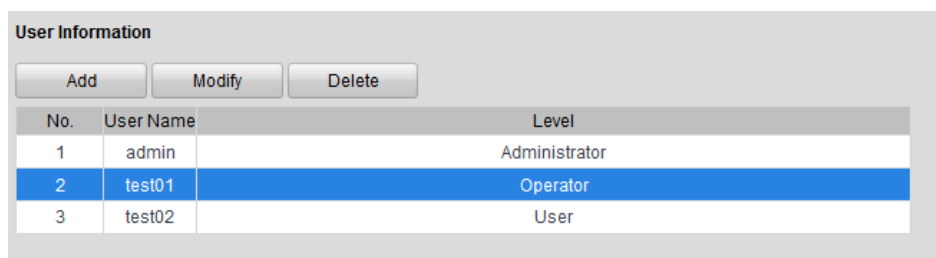 User Information
Add Modify Delete
No. User Name Level
1 admin Administrator
2 test01 Operator
3 test02 User